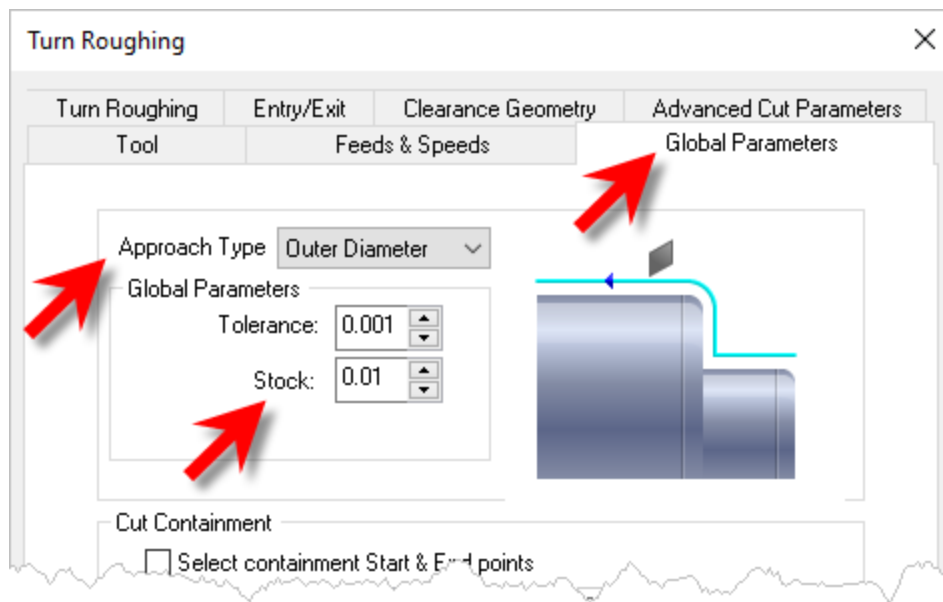 Turn Roughing
Turn Roughing Entry/Exit Clearance Geometry Advanced Cut Parameters
Tool Feeds & Speeds Global Parameters
Approach Type Outer Diameter
Global Parameters
Tolerance: 0.001
Stock: 0.01
Cut Containment
Select containment Start & End points